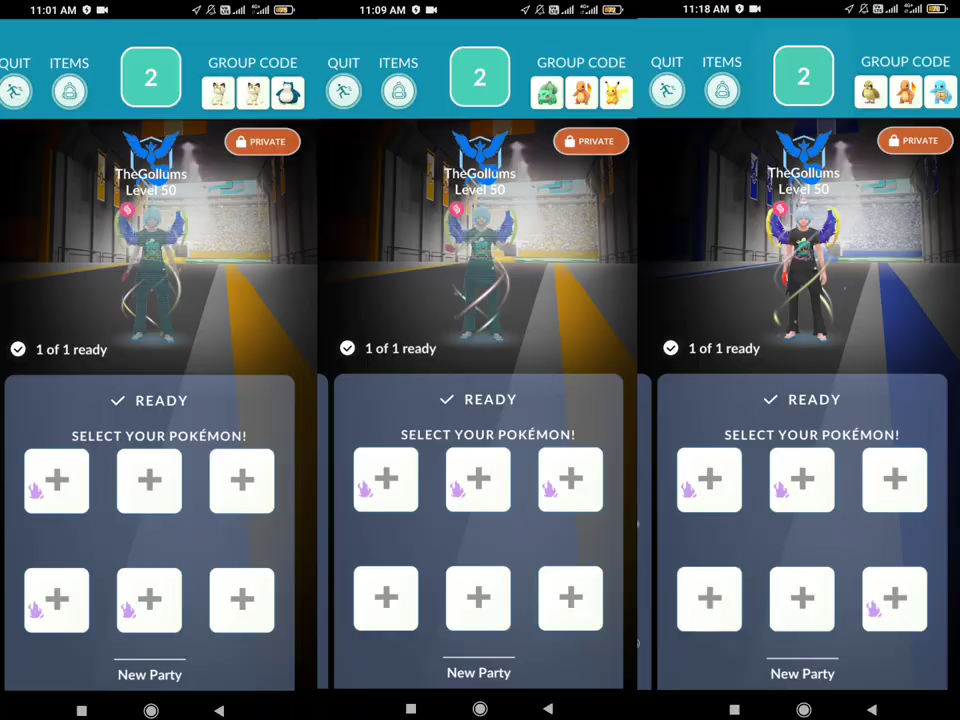 11:01 AM
QUIT
ITEMS
2
GROUP CODE
PRIVATE
TheGollums
Level 50
1 of 1 ready
READY
SELECT YOUR POKÉMON!
New Party
11:09 AM
QUIT
ITEMS
2
GROUP CODE
PRIVATE
TheGollums
Level 50
1 of 1 ready
READY
SELECT YOUR POKÉMON!
New Party
11:18 AM
QUIT
ITEMS
2
GROUP CODE
PRIVATE
TheGollums
Level 50
1 of 1 ready
READY
SELECT YOUR POKÉMON!
New Party